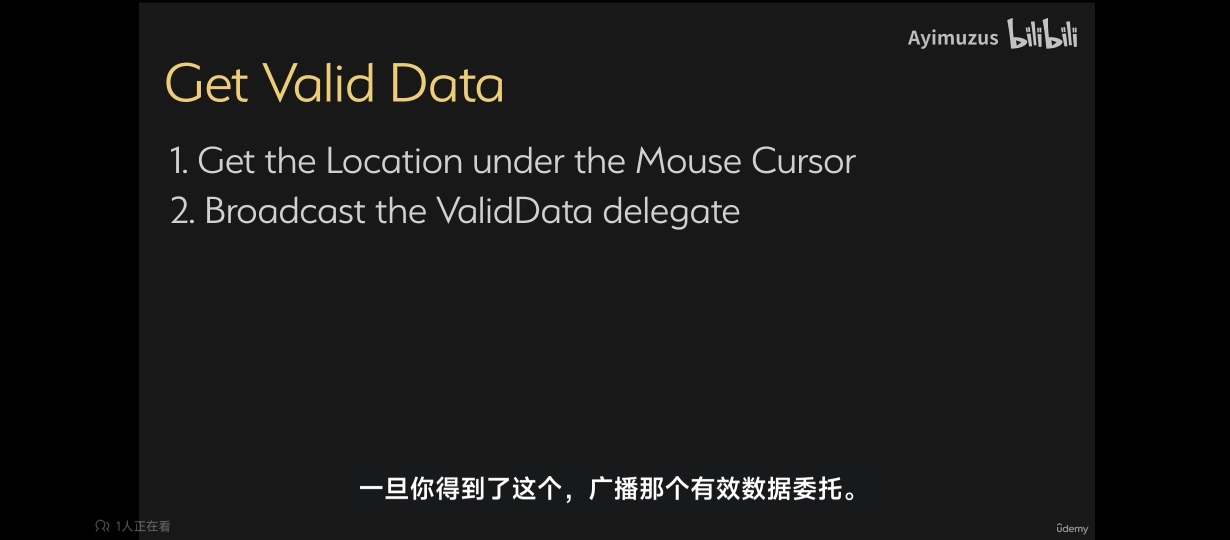 Ayimuzus bilibili
Get Valid Data
1. Get the Location under the Mouse Cursor
2. Broadcast the ValidData delegate
一旦你得到了这个，广播那个有效数据委托。
1人正在看
ûdemy